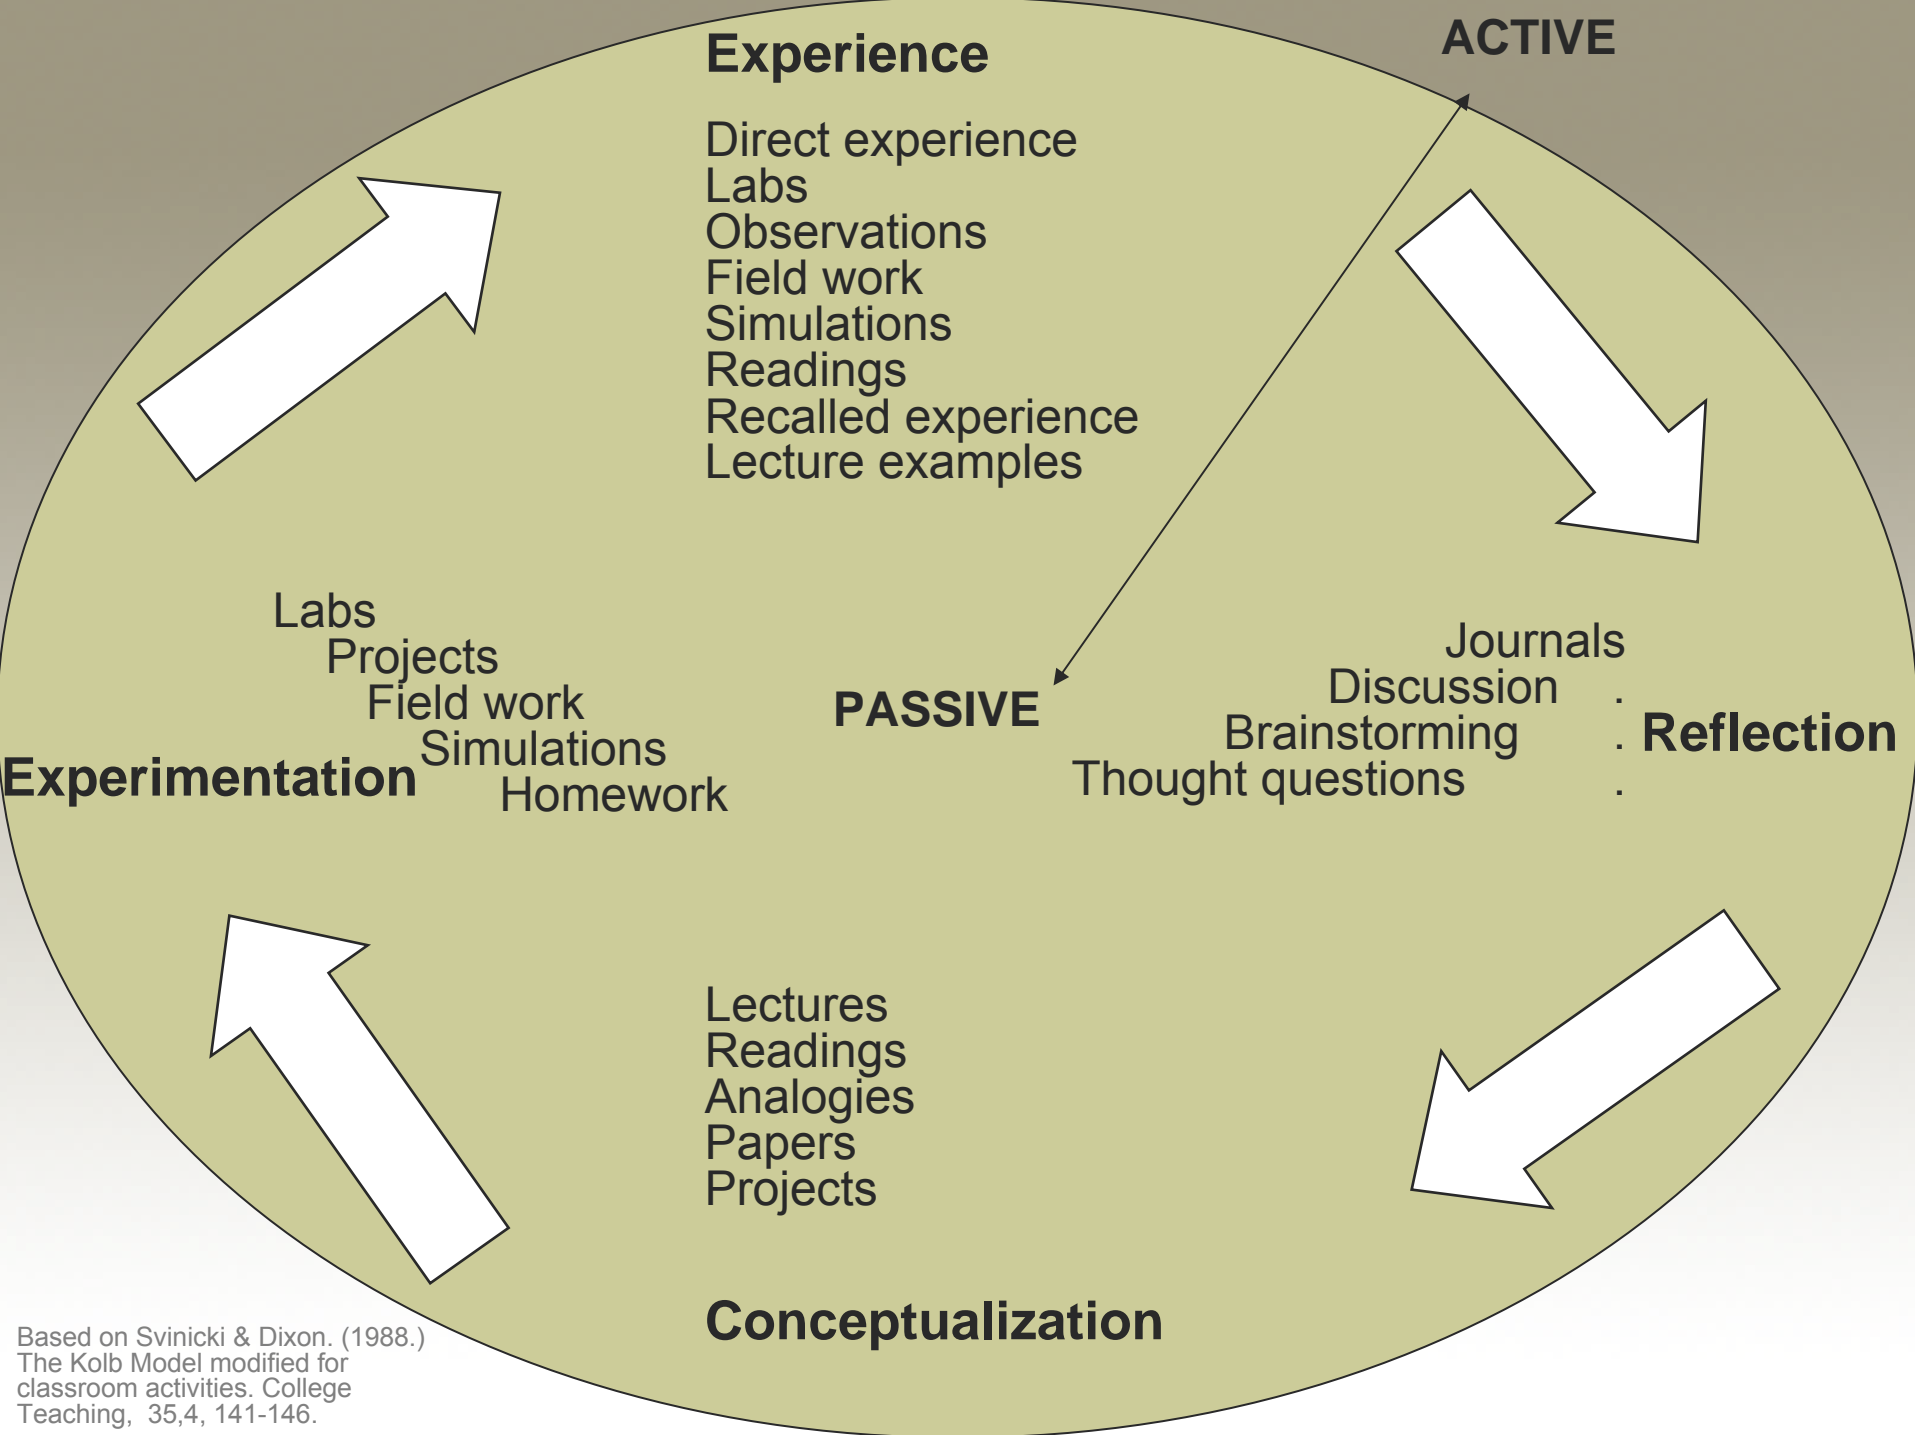 Experience
ACTIVE
Direct experience
Labs
Observations
Field work
Simulations
Readings
Recalled experience
Lecture examples
Labs
Projects
Field work
Simulations
Homework
Experimentation
PASSIVE
Journals
Discussion .
Brainstorming .
Thought questions .
Reflection
Lectures
Readings
Analogies
Papers
Projects
Conceptualization
Based on Svinicki & Dixon. (1988.)
The Kolb Model modified for
classroom activities. College
Teaching, 35,4, 141-146.